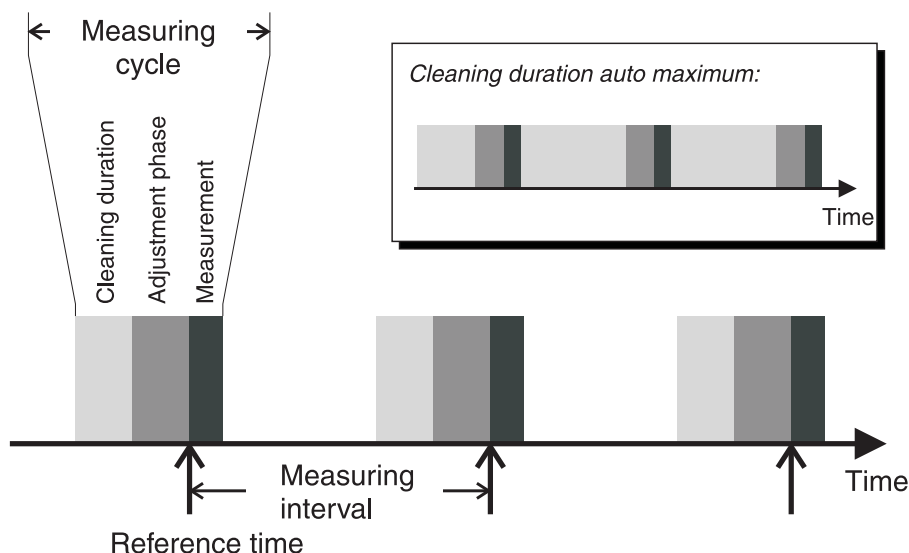 Measuring
cycle
Cleaning duration
Adjustment phase
Measurement
Cleaning duration auto maximum:
Time
Measuring
interval
Time
Reference time